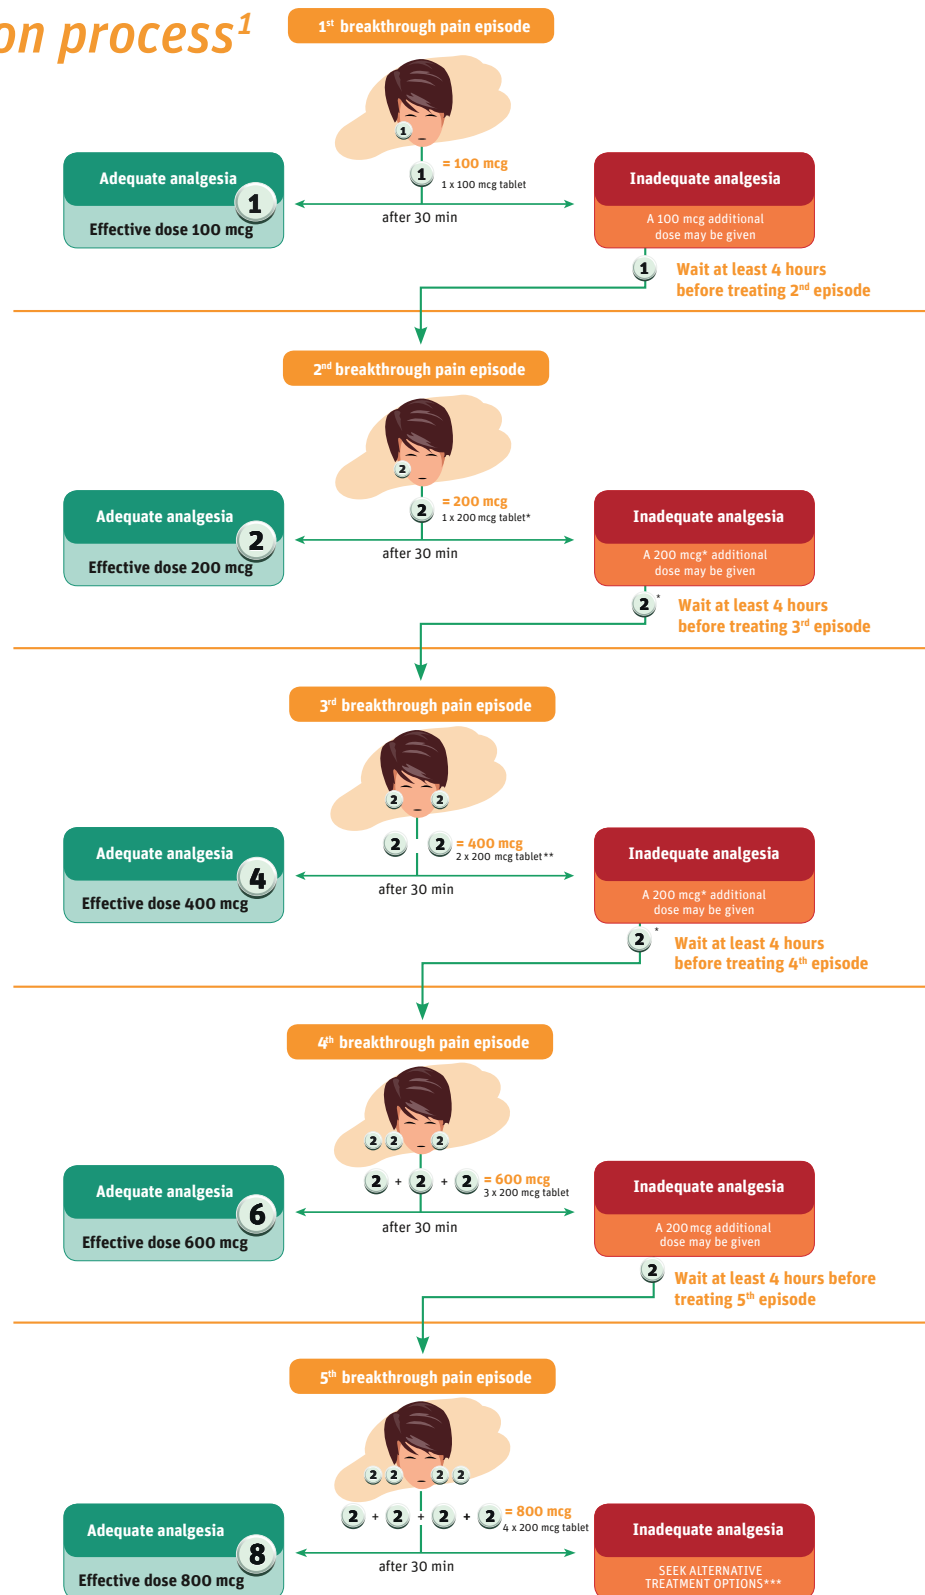 on process¹
1st breakthrough pain episode
1
1
= 100 mcg
1 x 100 mcg tablet
after 30 min
Adequate analgesia
1
Effective dose 100 mcg
Inadequate analgesia
A 100 mcg additional
dose may be given
1
Wait at least 4 hours
before treating 2nd episode
2nd breakthrough pain episode
2
2
= 200 mcg
1 x 200 mcg tablet*
after 30 min
Adequate analgesia
2
Effective dose 200 mcg
Inadequate analgesia
A 200 mcg* additional
dose may be given
2*
Wait at least 4 hours
before treating 3rd episode
3rd breakthrough pain episode
2 2
2 2
= 400 mcg
2 x 200 mcg tablet**
after 30 min
Adequate analgesia
4
Effective dose 400 mcg
Inadequate analgesia
A 200 mcg* additional
dose may be given
2*
Wait at least 4 hours
before treating 4th episode
4th breakthrough pain episode
2 2 2
2 + 2 + 2
= 600 mcg
3 x 200 mcg tablet
after 30 min
Adequate analgesia
6
Effective dose 600 mcg
Inadequate analgesia
A 200 mcg additional
dose may be given
2
Wait at least 4 hours before
treating 5th episode
5th breakthrough pain episode
2 2 2 2
2 + 2 + 2 + 2
= 800 mcg
4 x 200 mcg tablet
after 30 min
Adequate analgesia
8
Effective dose 800 mcg
Inadequate analgesia
SEEK ALTERNATIVE
TREATMENT OPTIONS***